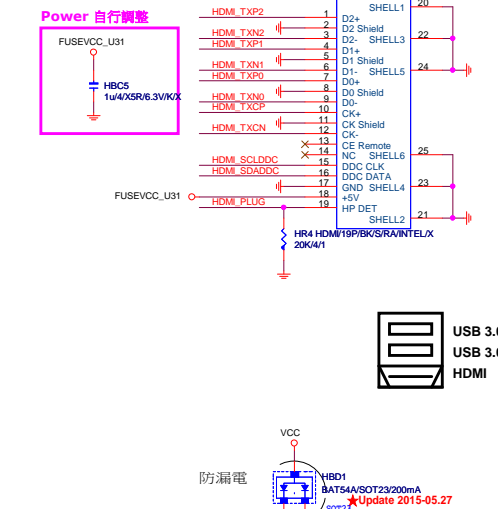 SHELL1 20
Power 自行調整
FUSEVCC_U31
HBC5
1u/4/X5R/6.3V/K/X
HDMI_TXP2 1 D2+
2 D2 Shield
HDMI_TXN2 3 D2- SHELL3 22
HDMI_TXP1 4 D1+
5 D1 Shield
HDMI_TXN1 6 D1- SHELL5 24
HDMI_TXP0 7 D0+
8 D0 Shield
HDMI_TXN0 9 D0-
HDMI_TXCP 10 CK+
11 CK Shield
HDMI_TXCN 12 CK-
13 CE Remote
14 NC SHELL6 25
HDMI_SCLDDC 15 DDC CLK
HDMI_SDADDC 16 DDC DATA
17 GND SHELL4 23
FUSEVCC_U31 18 +5V
HDMI_PLUG 19 HP DET
SHELL2 21
HR4 HDMI/19P/BK/S/RA/INTEL/X
20K/4/1
USB 3.0
USB 3.0
HDMI
VCC
防漏電
HBD1
BAT54A/SOT23/200mA
★Update 2015-05.27
SOT23